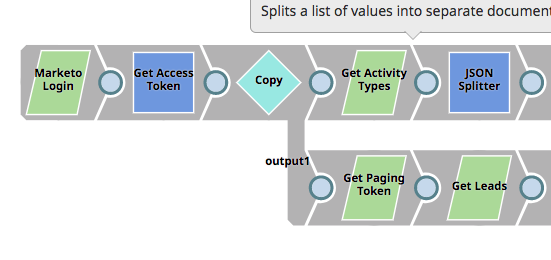 Splits a list of values into separate document
Marketo
Login
Get Access
Token
Copy
Get Activity
Types
JSON
Splitter
output1
Get Paging
Token
Get Leads